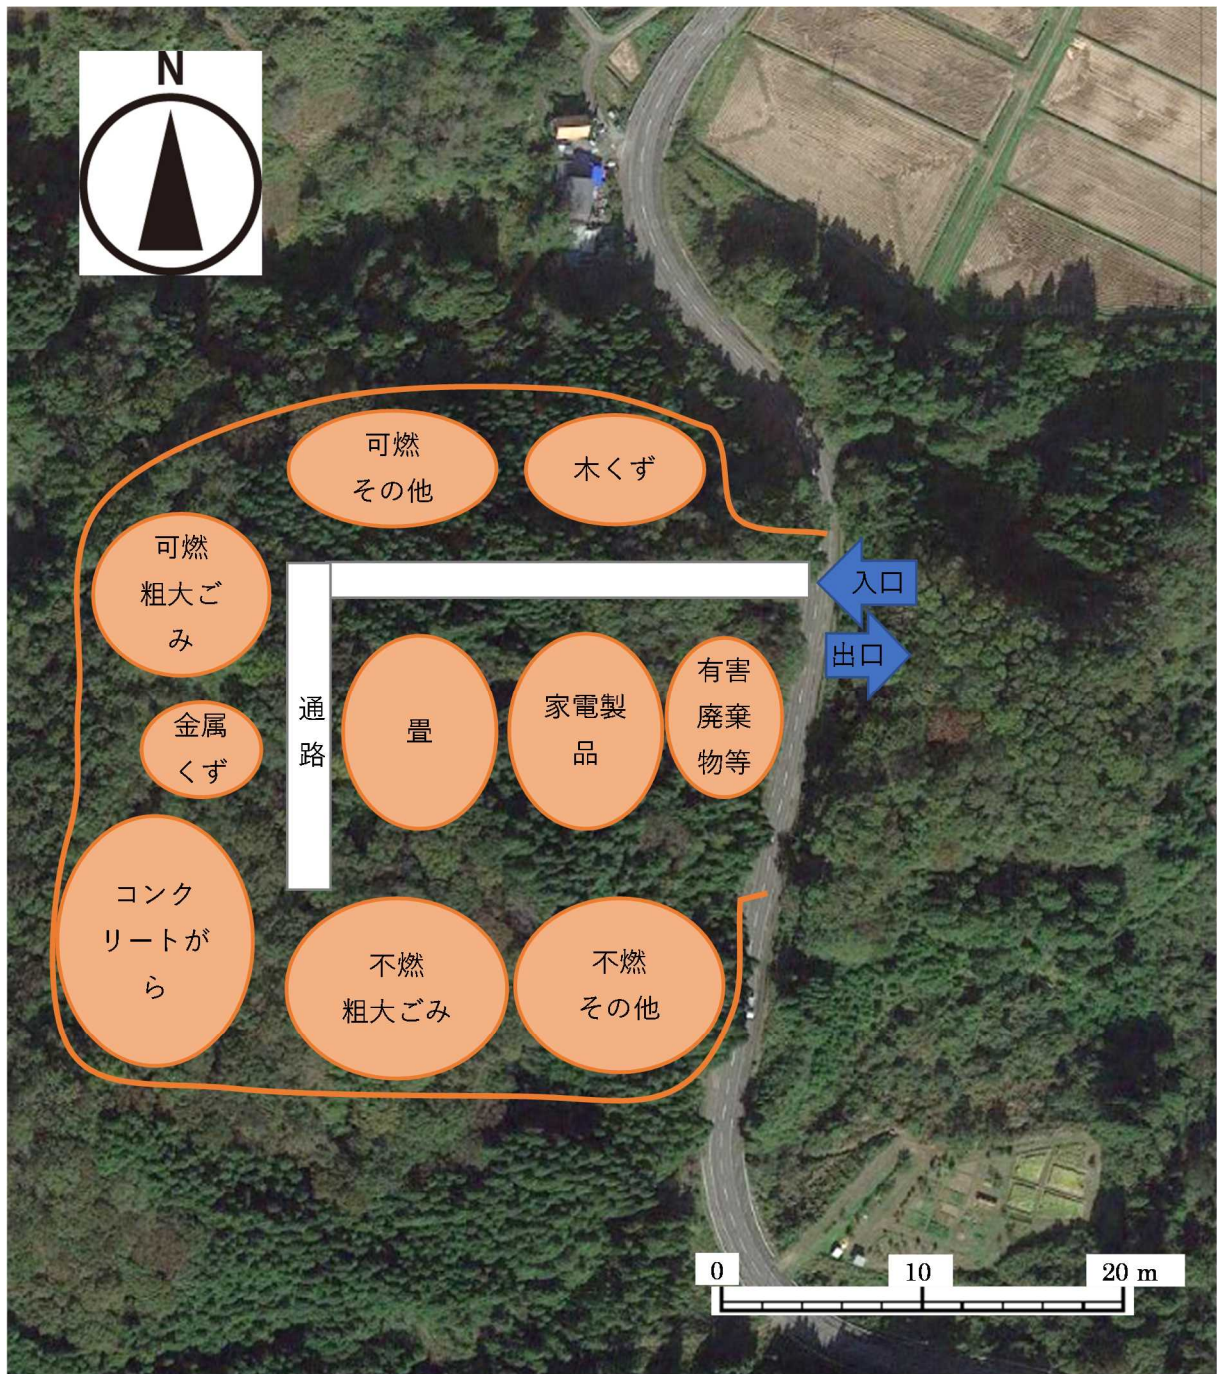 N
可燃
その他
木くず
可燃
粗大ご
み
入口
出口
通
路
畳
家電製
品
有害
廃棄
物等
金属
くず
コンク
リートが
ら
不燃
粗大ごみ
不燃
その他
0 10 20 m